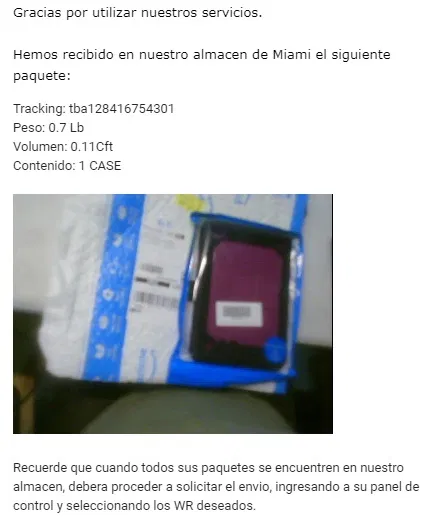 Gracias por utilizar nuestros servicios.
Hemos recibido en nuestro almacen de Miami el siguiente
paquete:
Tracking: tba128416754301
Peso: 0.7 Lb
Volumen: 0.11Cft
Contenido: 1 CASE
Recuerde que cuando todos sus paquetes se encuentren en nuestro
almacen, debera proceder a solicitar el envio, ingresando a su panel de
control y seleccionando los WR deseados.